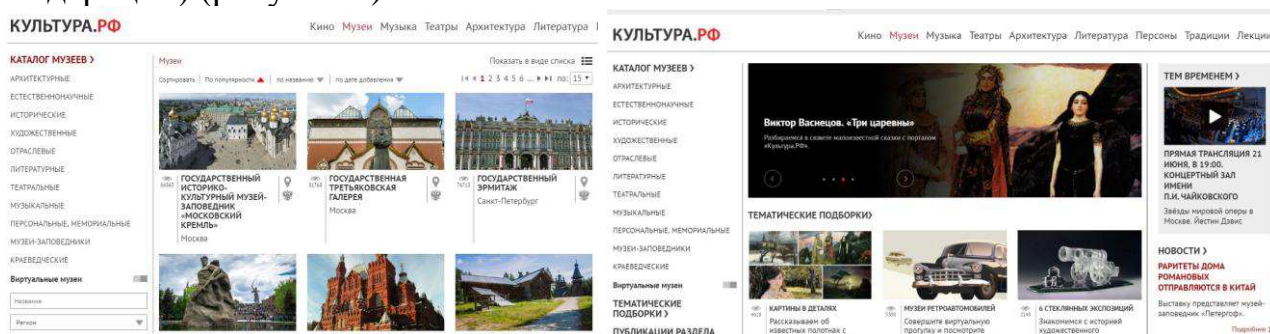 КУЛЬТУРА.РФ
Кино Музеи Музыка Театры Архитектура Литература
КАТАЛОГ МУЗЕЕВ >
АРХИТЕКТУРНЫЕ
ЕСТЕСТВЕННОНАУЧНЫЕ
ИСТОРИЧЕСКИЕ
ХУДОЖЕСТВЕННЫЕ
ОТРАСЛЕВЫЕ
ЛИТЕРАТУРНЫЕ
ТЕАТРАЛЬНЫЕ
МУЗЫКАЛЬНЫЕ
ПЕРСОНАЛЬНЫЕ, МЕМОРИАЛЬНЫЕ
МУЗЕИ-ЗАПОВЕДНИКИ
КРАЕВЕДЧЕСКИЕ
Виртуальные музеи
Название
Регион
Музеи
Показать в виде списка
Сортировать По популярности по названию по дате добавления
1 2 3 4 5 6 ... по: 15
ГОСУДАРСТВЕННЫЙ
ИСТОРИКО-
КУЛЬТУРНЫЙ МУЗЕЙ-
ЗАПОВЕДНИК
«МОСКОВСКИЙ
КРЕМЛЬ»
Москва
ГОСУДАРСТВЕННАЯ
ТРЕТЬЯКОВСКАЯ
ГАЛЕРЕЯ
Москва
ГОСУДАРСТВЕННЫЙ
ЭРМИТАЖ
Санкт-Петербург
КУЛЬТУРА.РФ
Кино Музеи Музыка Театры Архитектура Литература Персоны Традиции Лекции
КАТАЛОГ МУЗЕЕВ >
АРХИТЕКТУРНЫЕ
ЕСТЕСТВЕННОНАУЧНЫЕ
ИСТОРИЧЕСКИЕ
ХУДОЖЕСТВЕННЫЕ
ОТРАСЛЕВЫЕ
ЛИТЕРАТУРНЫЕ
ТЕАТРАЛЬНЫЕ
МУЗЫКАЛЬНЫЕ
ПЕРСОНАЛЬНЫЕ, МЕМОРИАЛЬНЫЕ
МУЗЕИ-ЗАПОВЕДНИКИ
КРАЕВЕДЧЕСКИЕ
Виртуальные музеи
ТЕМАТИЧЕСКИЕ
ПОДБОРКИ >
ПУБЛИКАЦИИ РАЗДЕЛА
Виктор Васнецов. «Три царевны»
Разбираемся в сюжете малоизвестной сказки с порталом
«Культура.РФ».
ТЕМАТИЧЕСКИЕ ПОДБОРКИ>
КАРТИНЫ В ДЕТАЛЯХ
Рассказываем об
известных полотнах с
МУЗЕИ РЕТРОАВТОМОБИЛЕЙ
Совершите виртуальную
прогулку и посмотрите
6 СТЕКЛЯННЫХ ЭКСПОЗИЦИЙ
Знакомимся с историей
художественного
ТЕМ ВРЕМЕНЕМ >
ПРЯМАЯ ТРАНСЛЯЦИЯ 21
ИЮНЯ, В 19:00.
КОНЦЕРТНЫЙ ЗАЛ
ИМЕНИ
П.И. ЧАЙКОВСКОГО
Звёзды мировой оперы в
Москве. Йестин Дэвис
НОВОСТИ >
РАРИТЕТЫ ДОМА
РОМАНОВЫХ
ОТПРАВЛЯЮТСЯ В КИТАЙ
Выставку представляет музей-
заповедник «Петергоф».
Подробнее